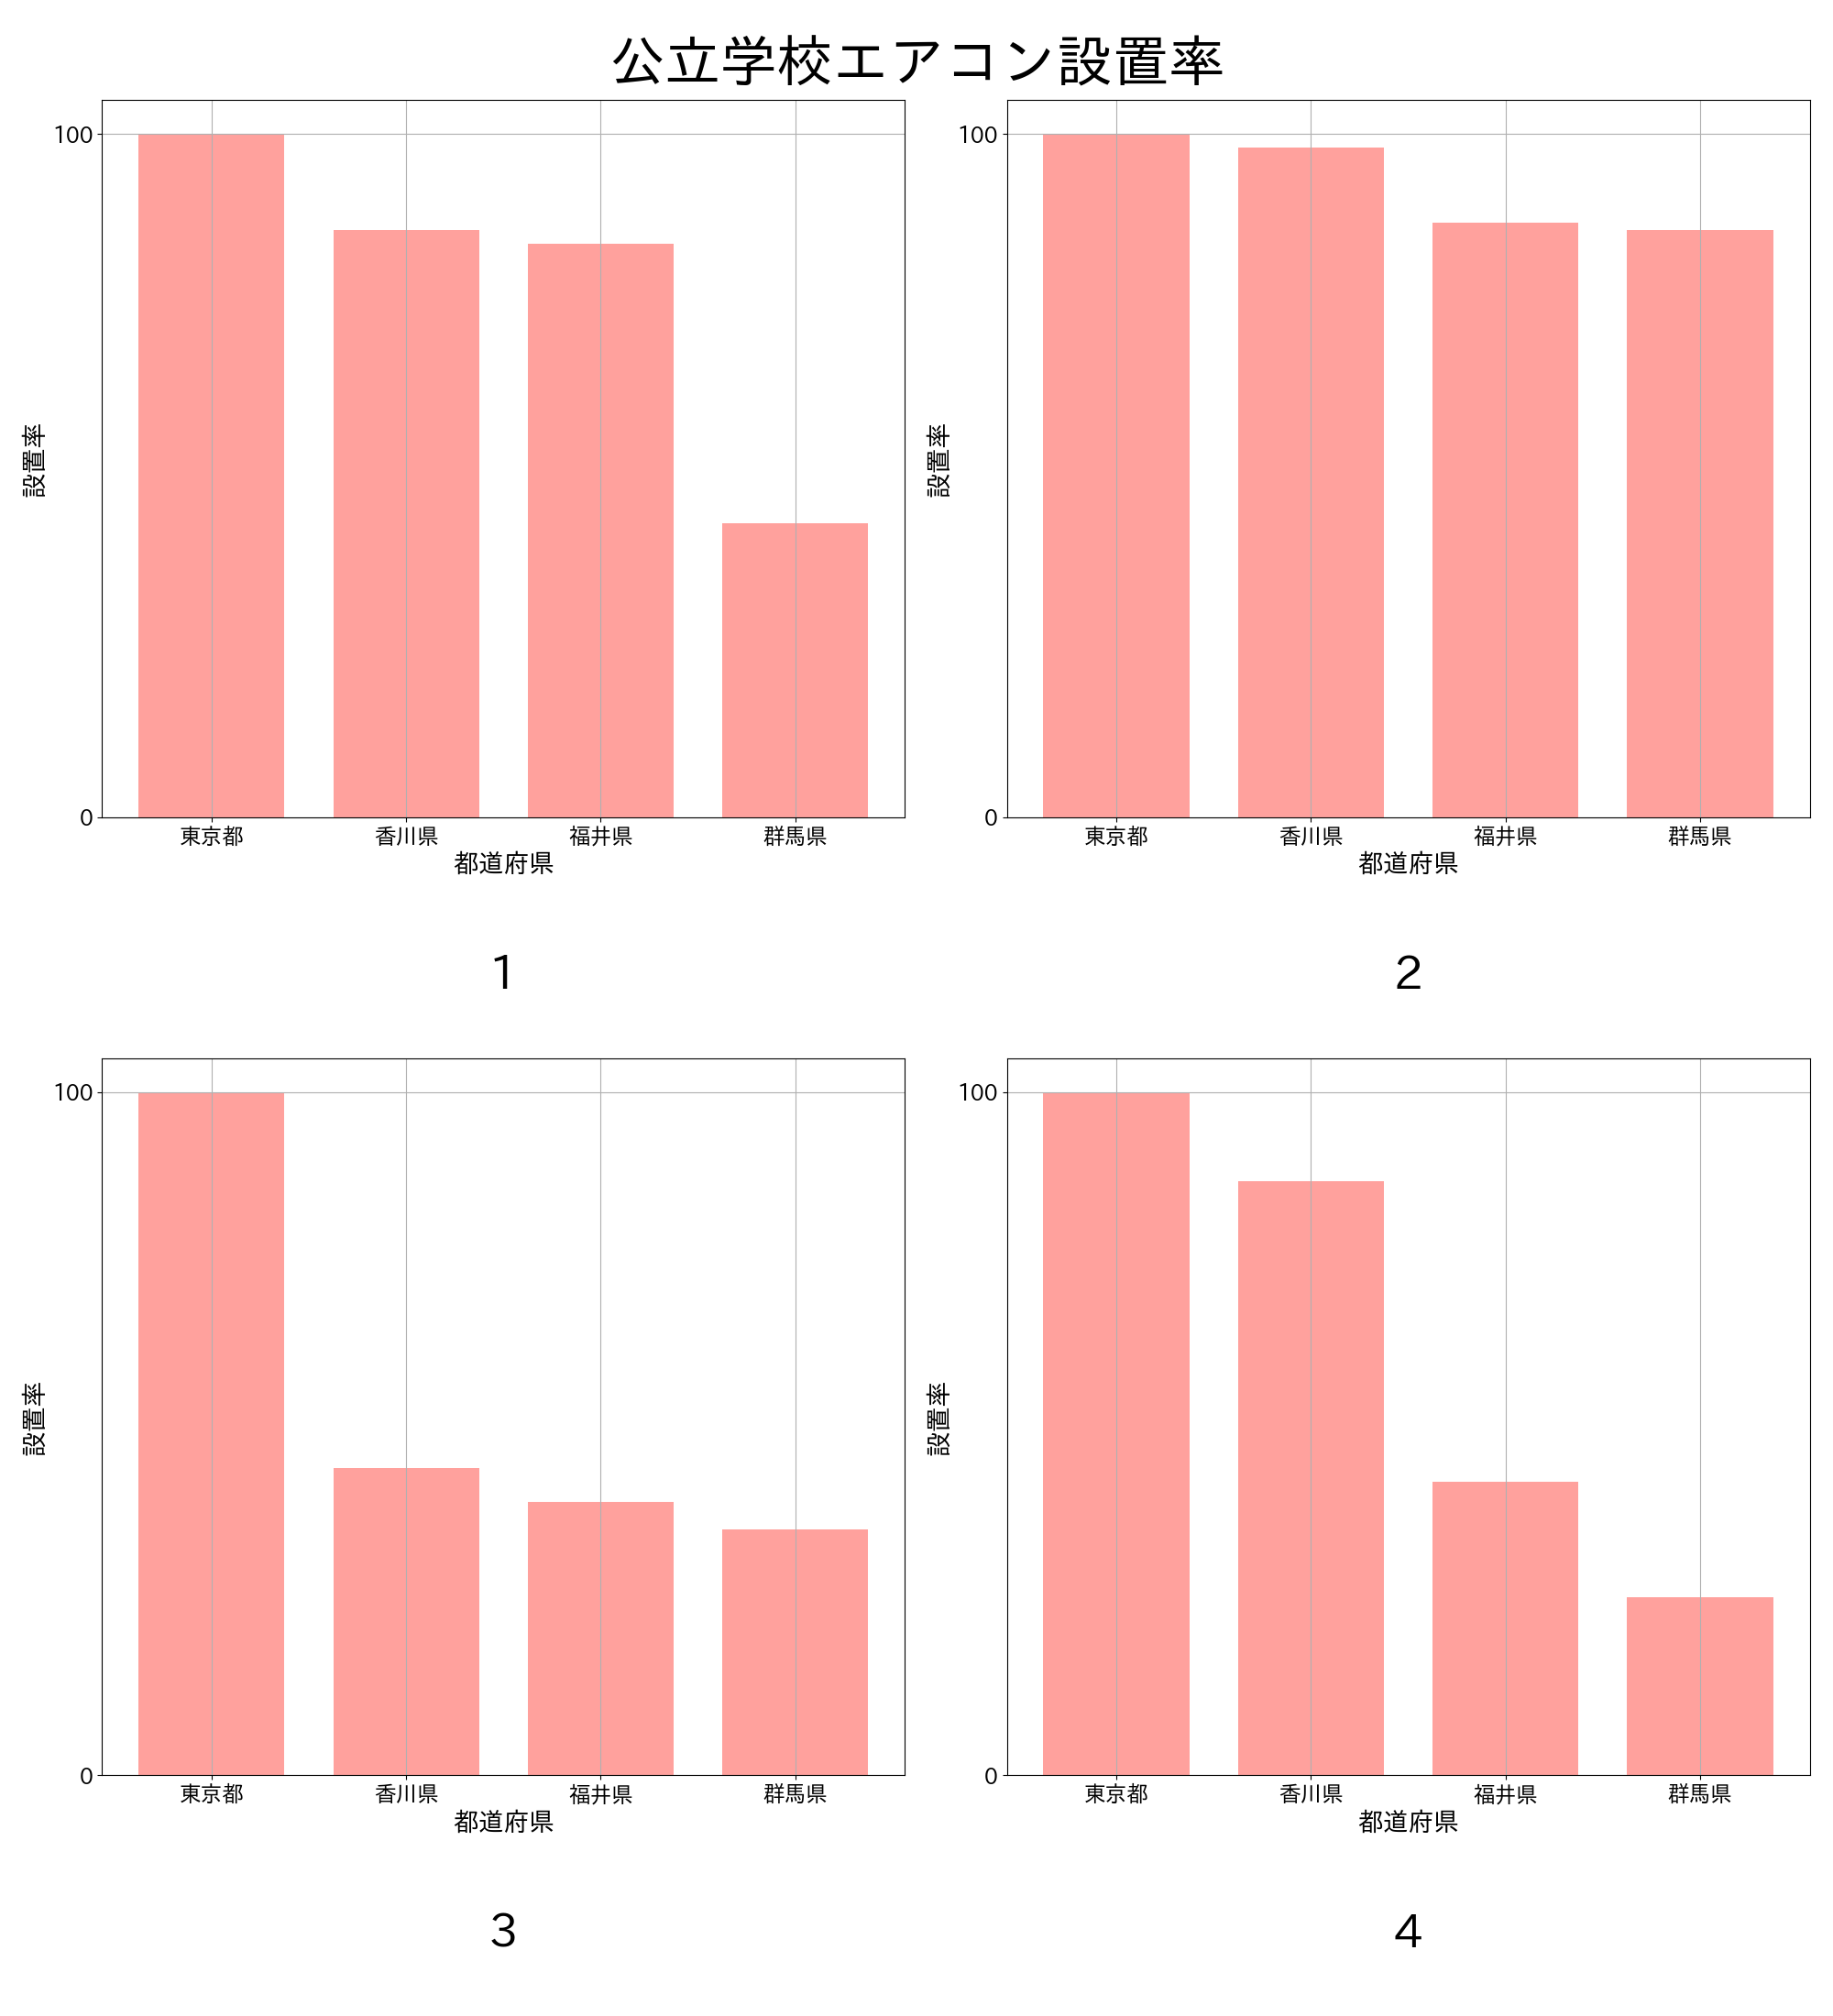 公立学校エアコン設置率
100
0
設置率
東京都 香川県 福井県 群馬県
都道府県
1
100
0
設置率
東京都 香川県 福井県 群馬県
都道府県
2
100
0
設置率
東京都 香川県 福井県 群馬県
都道府県
3
100
0
設置率
東京都 香川県 福井県 群馬県
都道府県
4